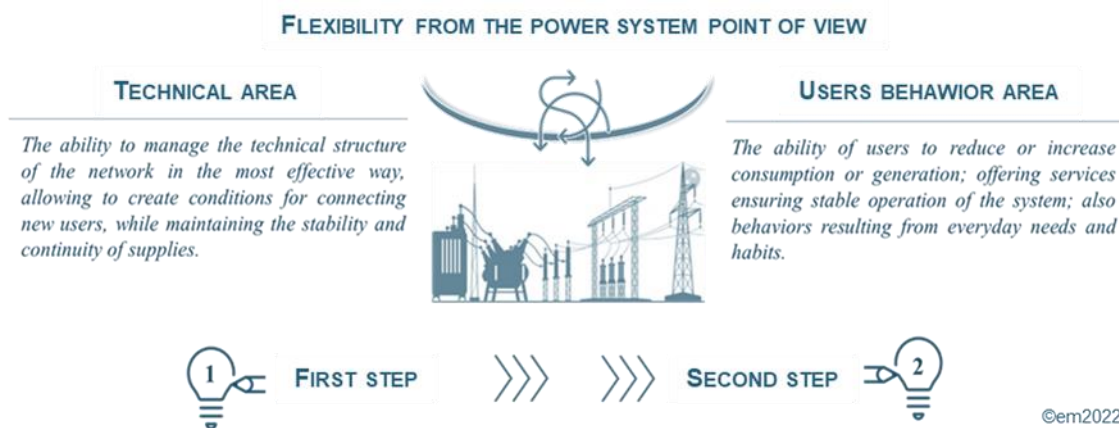 FLEXIBILITY FROM THE POWER SYSTEM POINT OF VIEW
TECHNICAL AREA
The ability to manage the technical structure
of the network in the most effective way,
allowing to create conditions for connecting
new users, while maintaining the stability and
continuity of supplies.
USERS BEHAWIOR AREA
The ability of users to reduce or increase
consumption or generation; offering services
ensuring stable operation of the system; also
behaviors resulting from everyday needs and
habits.
1
FIRST STEP
SECOND STEP
2
©em2022